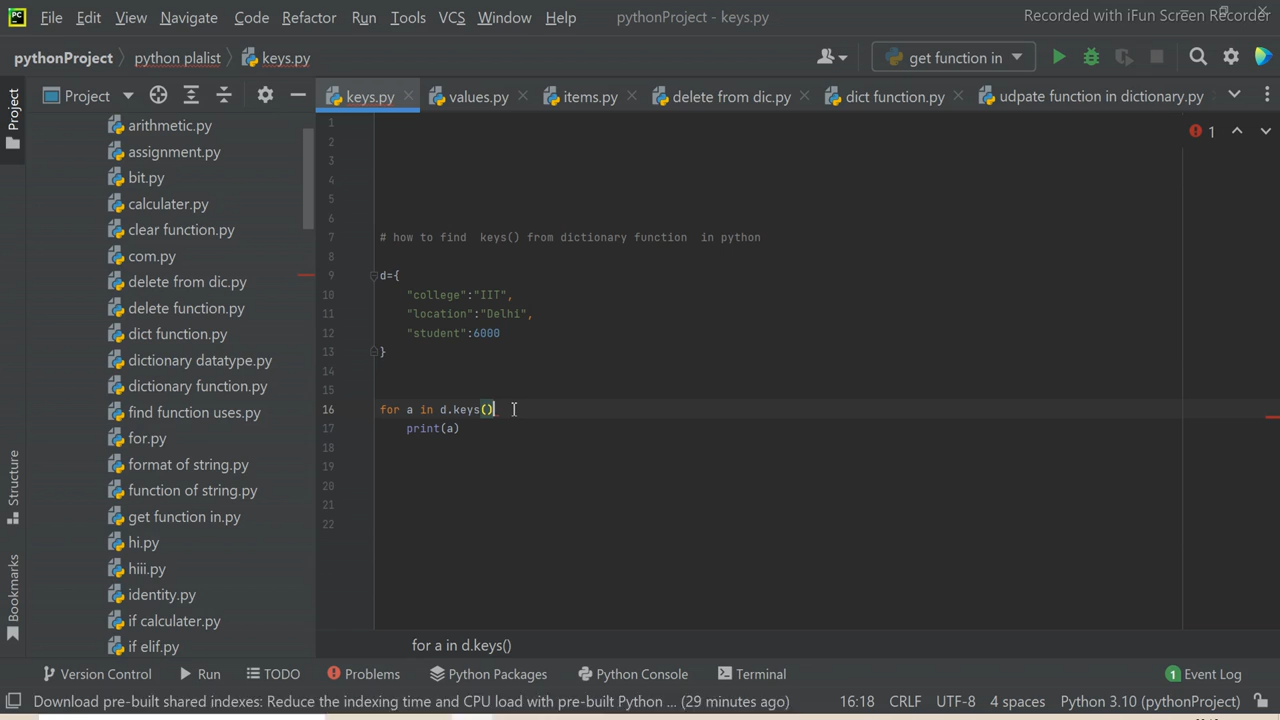 File Edit View Navigate Code Refactor Run Tools VCS Window Help pythonProject - keys.py Recorded with iFun Screen Recorder
pythonProject python plalist keys.py get function in
Project keys.py values.py items.py delete from dic.py dict function.py udpate function in dictionary.py
Project
arithmetic.py
assignment.py
bit.py
calculater.py
clear function.py
com.py
delete from dic.py
delete function.py
dict function.py
dictionary datatype.py
dictionary function.py
find function uses.py
for.py
format of string.py
function of string.py
get function in.py
hi.py
hiii.py
identity.py
if calculater.py
if elif.py
Structure
Bookmarks
1
1
2
3
4
5
6
7 # how to find  keys() from dictionary function  in python
8
9 d={
10 "college":"IIT",
11 "location":"Delhi",
12 "student":6000
13 }
14
15
16 for a in d.keys()
17 print(a)
18
19
20
21
22
for a in d.keys()
Version Control Run TODO Problems Python Packages Python Console Terminal 1 Event Log
Download pre-built shared indexes: Reduce the indexing time and CPU load with pre-built Python ... (29 minutes ago) 16:18 CRLF UTF-8 4 spaces Python 3.10 (pythonProject)